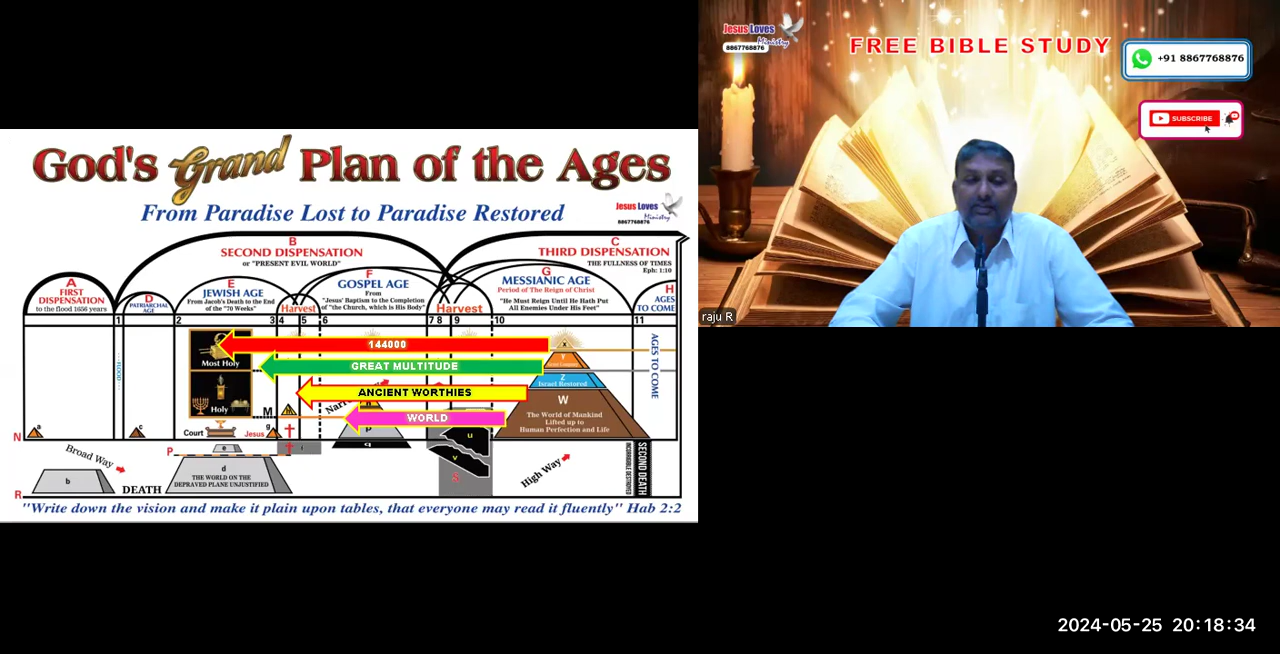 God's Grand Plan of the Ages
From Paradise Lost to Paradise Restored
Jesus Loves
Ministry
8867768876
A
FIRST
DISPENSATION
to the flood 1656 years
B
SECOND DISPENSATION
or "PRESENT EVIL WORLD"
C
THIRD DISPENSATION
THE FULLNESS OF TIMES
Eph: 1:10
D
PATRIARCHAL
AGE
E
JEWISH AGE
From Jacob's Death to the End
of the "70 Weeks"
Harvest
F
GOSPEL AGE
From
"Jesus' Baptism to the Completion
of "the Church, which is His Body"
Harvest
G
MESSIANIC AGE
Period of The Reign of Christ
"He Must Reign Until He Hath Put
All Enemies Under His Feet"
H
AGES
TO COME
1 2 3 4 5 6 7 8 9 10 11
FLOOD
Most Holy
Holy
Court
M
Jesus
144000
GREAT MULTITUDE
ANCIENT WORTHIES
WORLD
X
Y
Z
Israel Restored
W
The World of Mankind
Lifted up to
Human Perfection and Life
AGES TO COME
N
a
c
g
P
e
d
THE WORLD ON THE
DEPRAVED PLANE UNJUSTIFIED
Broad Way
b
DEATH
R
p
q
u
v
S
High Way
SECOND DEATH
"Write down the vision and make it plain upon tables, that everyone may read it fluently" Hab 2:2
Jesus Loves
Ministry
8867768876
FREE BIBLE STUDY
+91 8867768876
SUBSCRIBE
raju R
2024-05-25 20:18:34